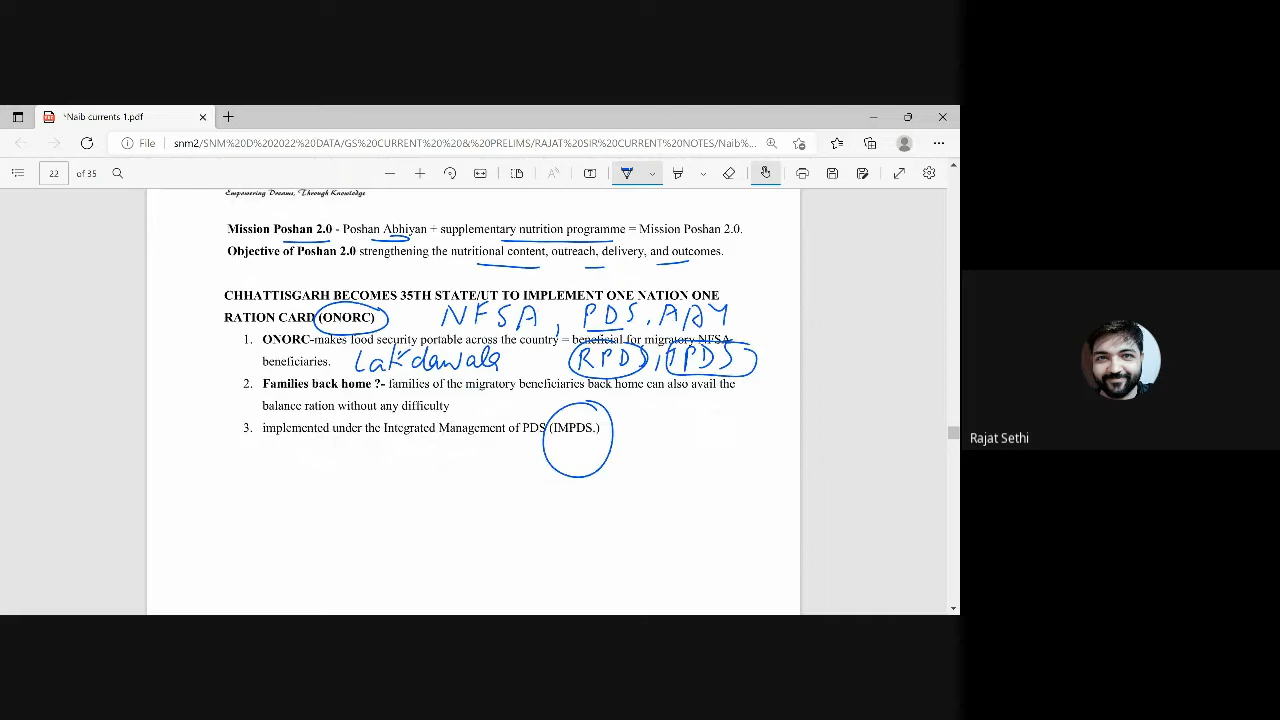 *Naib currents 1.pdf
File
snm2/SNM%20D%202022%20DATA/GS%20CURRENT%20%20&%20PRELIMS/RAJAT%20SIR%20CURRENT%20NOTES/Naib%...
22 of 35
Empowering Dreams, Through Knowledge
Mission Poshan 2.0 - Poshan Abhiyan + supplementary nutrition programme = Mission Poshan 2.0.
Objective of Poshan 2.0 strengthening the nutritional content, outreach, delivery, and outcomes.
CHHATTISGARH BECOMES 35TH STATE/UT TO IMPLEMENT ONE NATION ONE
RATION CARD (ONORC)
NFSA, PDS, AAY
1. ONORC-makes food security portable across the country = beneficial for migratory NFSA
beneficiaries.
Lakdawala
RPDS, TPDS
2. Families back home ?- families of the migratory beneficiaries back home can also avail the
balance ration without any difficulty
3. implemented under the Integrated Management of PDS (IMPDS.)
Rajat Sethi